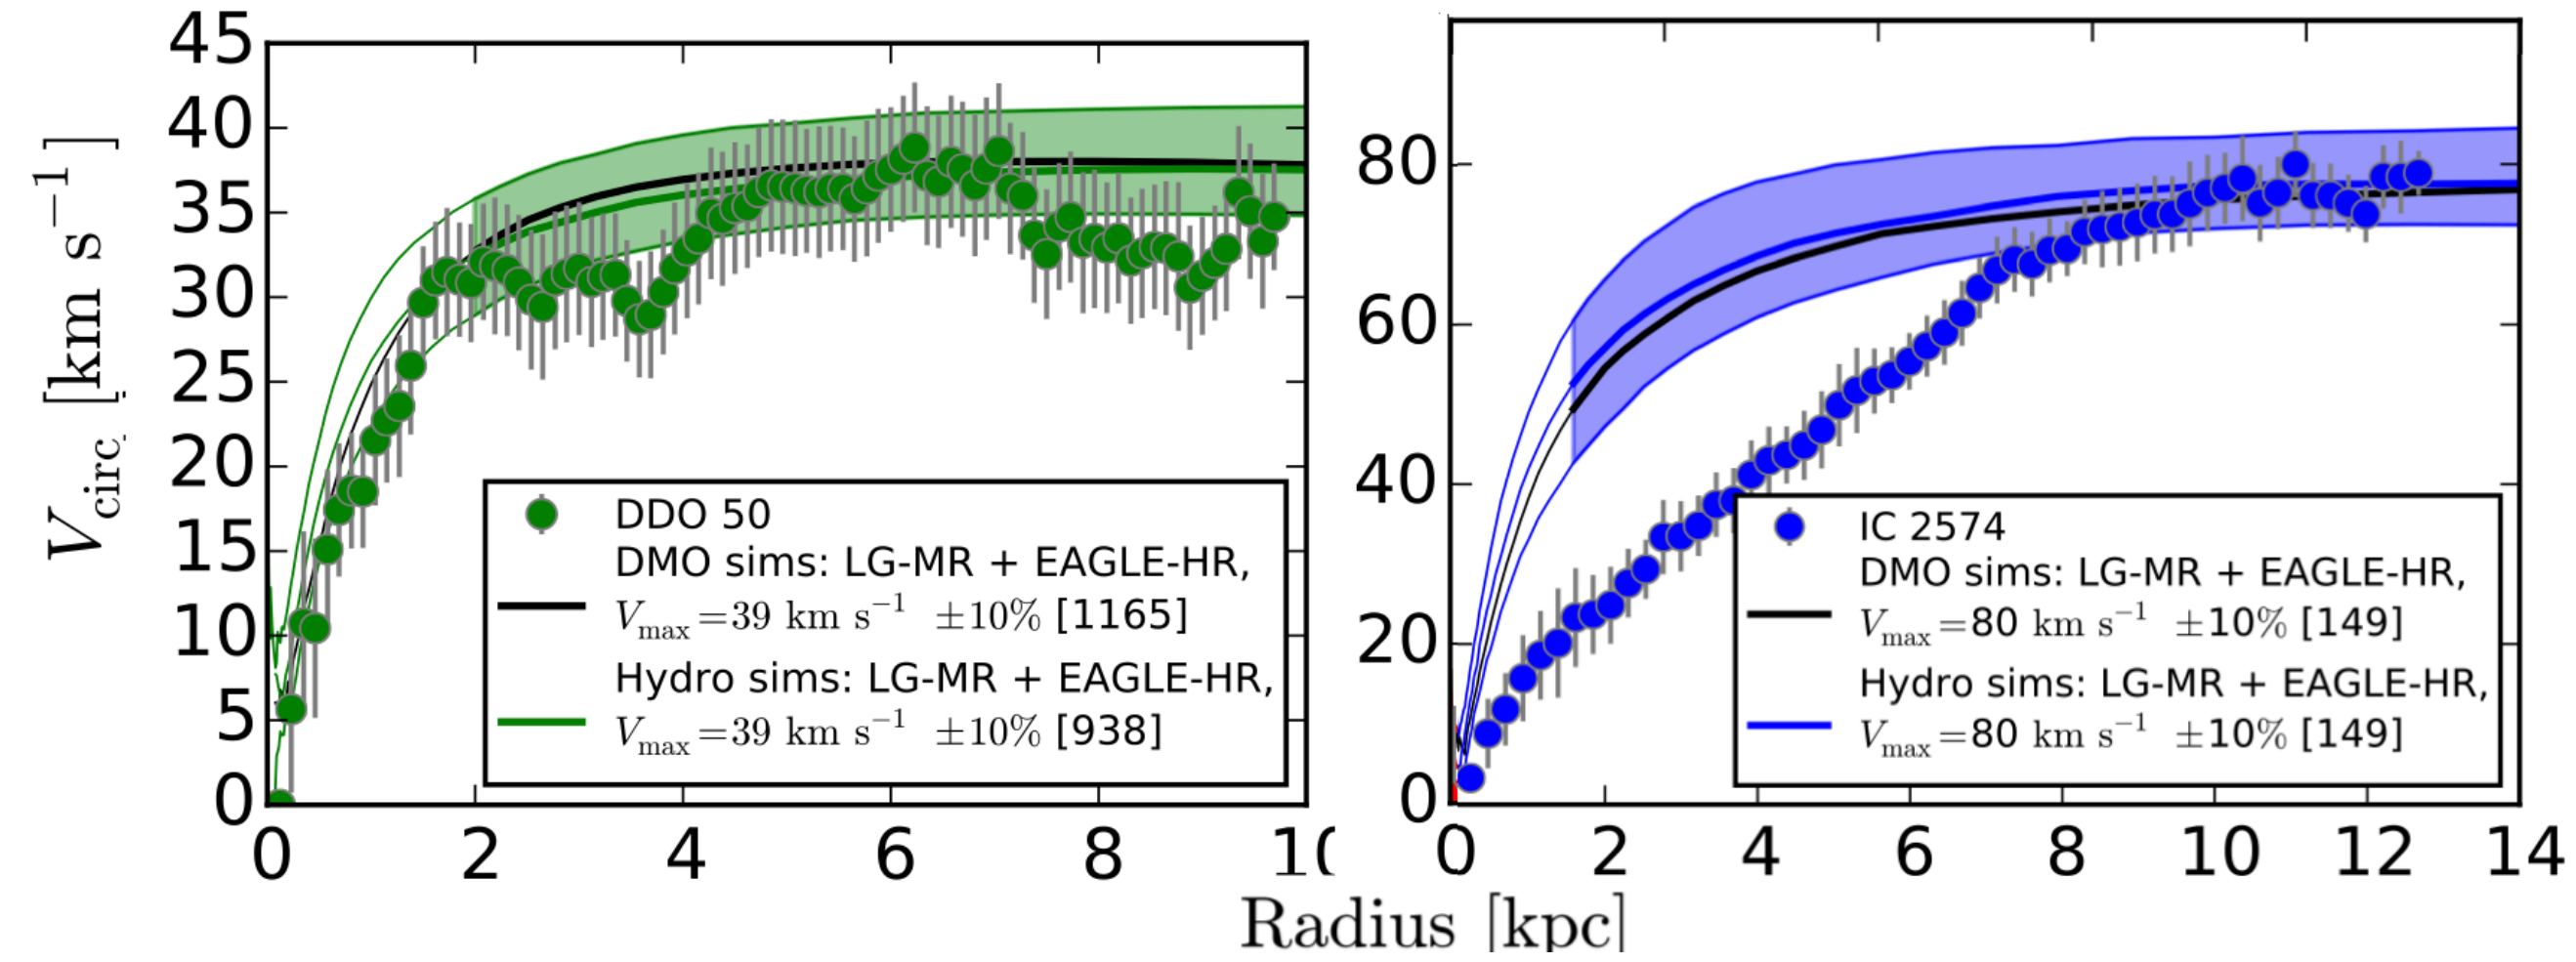 V_circ [km s⁻¹]
45
40
35
30
25
20
15
10
5
0
0 2 4 6 8 10
DDO 50
DMO sims: LG-MR + EAGLE-HR,
V_max=39 km s⁻¹ ±10% [1165]
Hydro sims: LG-MR + EAGLE-HR,
V_max=39 km s⁻¹ ±10% [938]
80
60
40
20
0
0 2 4 6 8 10 12 14
IC 2574
DMO sims: LG-MR + EAGLE-HR,
V_max=80 km s⁻¹ ±10% [149]
Hydro sims: LG-MR + EAGLE-HR,
V_max=80 km s⁻¹ ±10% [149]
Radius [kpc]